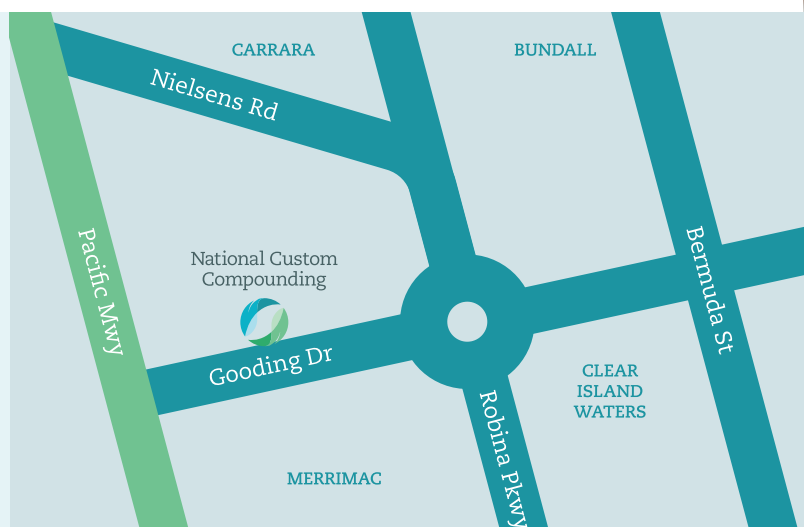 CARRARA
BUNDALL
Nielsens Rd
Pacific Mwy
National Custom
Compounding
Bermuda St
Gooding Dr
CLEAR
ISLAND
WATERS
Robina Pkwy
MERRIMAC